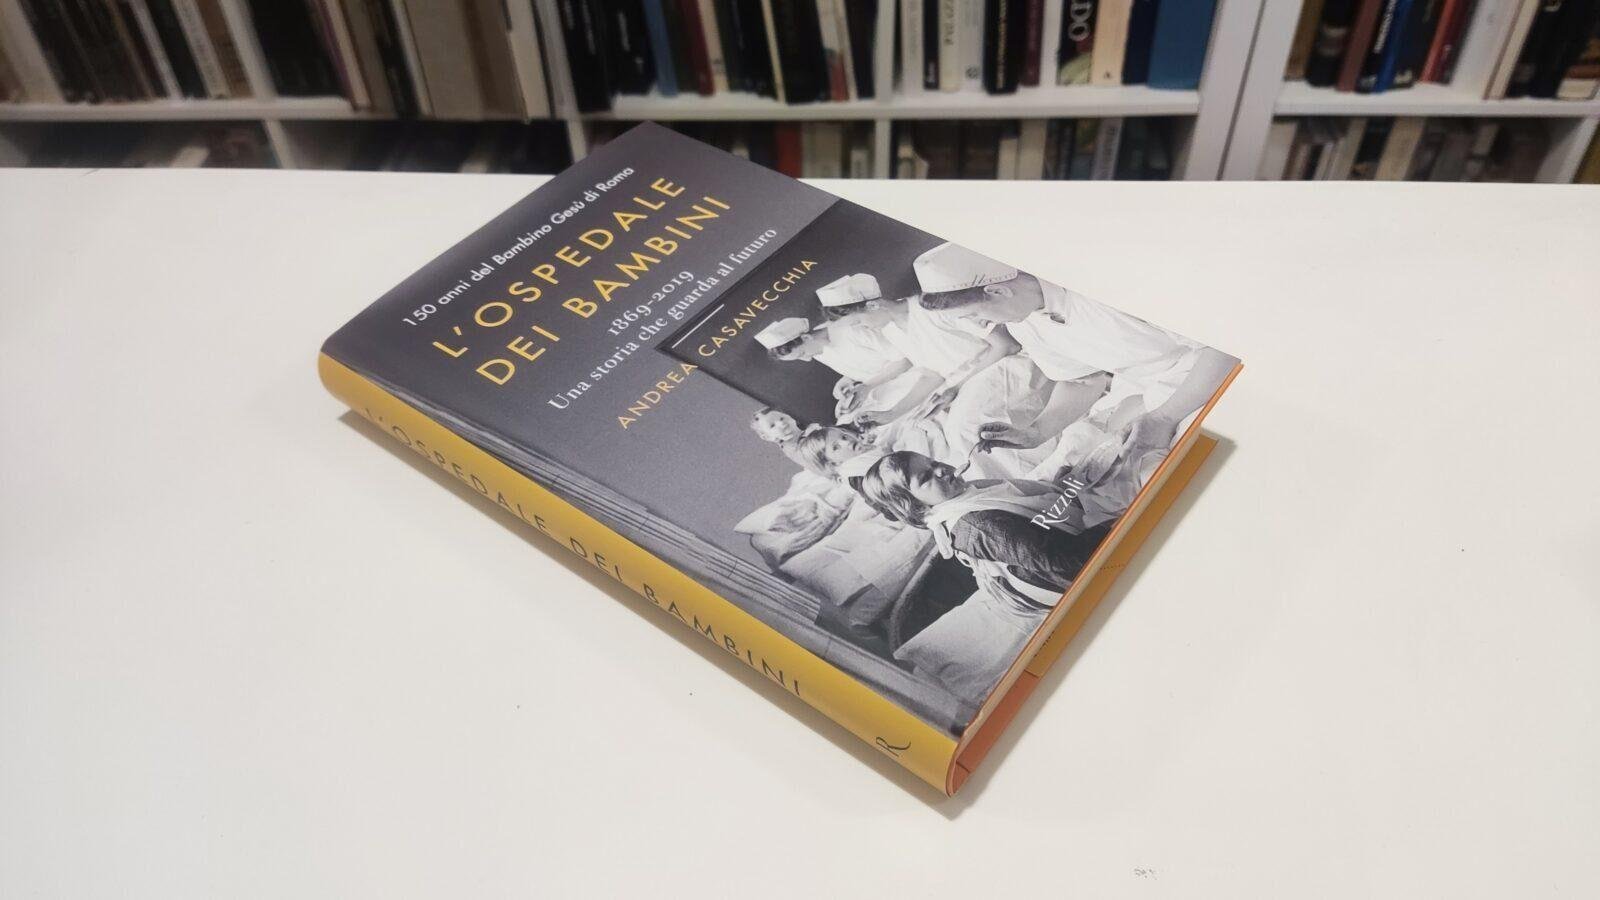 150 anni del Bambino Gesù di Roma
L'OSPEDALE
DEI BAMBINI
1869-2019
Una storia che guarda al futuro
ANDREA CASAVECCHIA
Rizzoli
L'OSPEDALE DEI BAMBINI
R